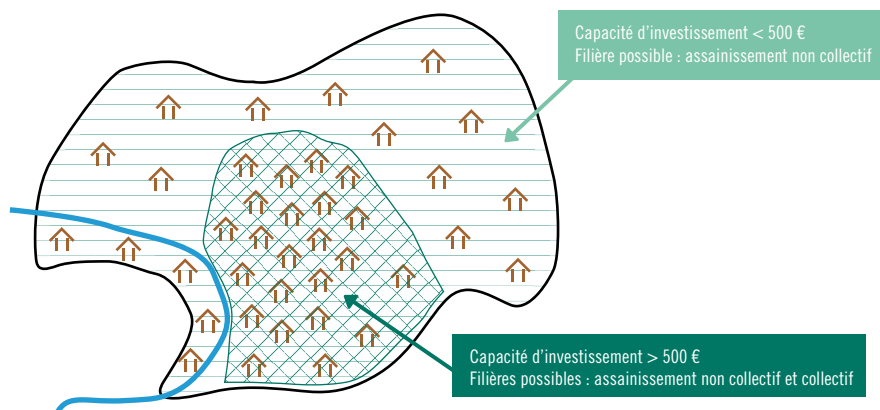 Capacité d'investissement < 500 €
Filière possible : assainissement non collectif
Capacité d'investissement > 500 €
Filières possibles : assainissement non collectif et collectif